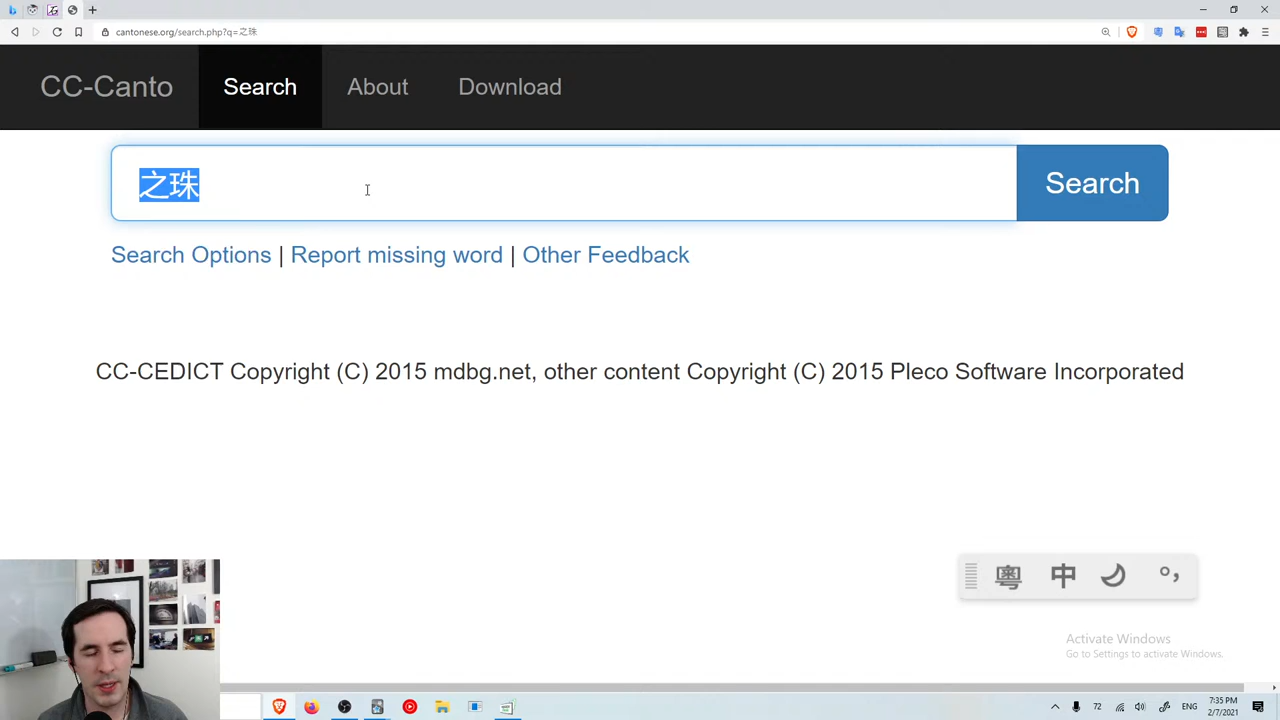 cantonese.org/search.php?q=之珠
CC-Canto Search About Download
之珠 Search
Search Options | Report missing word | Other Feedback
CC-CEDICT Copyright (C) 2015 mdbg.net, other content Copyright (C) 2015 Pleco Software Incorporated
粵 中
Activate Windows
Go to Settings to activate Windows.
72 ENG 7:35 PM
2/7/2021